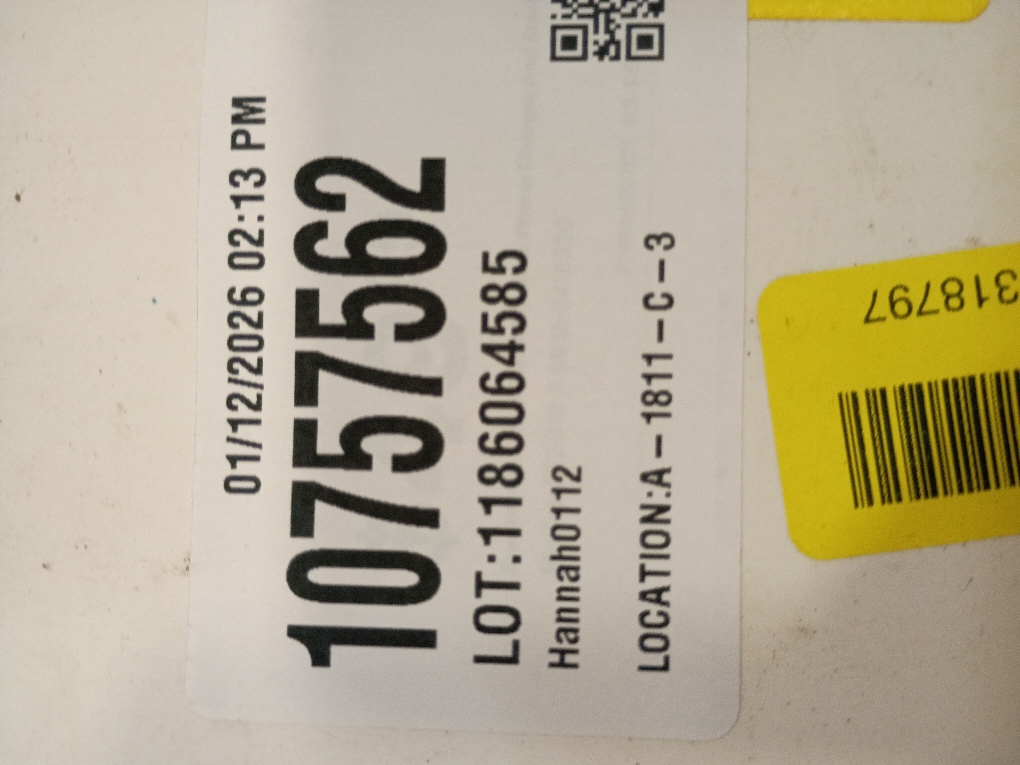 01/12/2026 02:13 PM
10757562
LOT:1186064585
Hannah0112
LOCATION:A-1811-C-3
318797